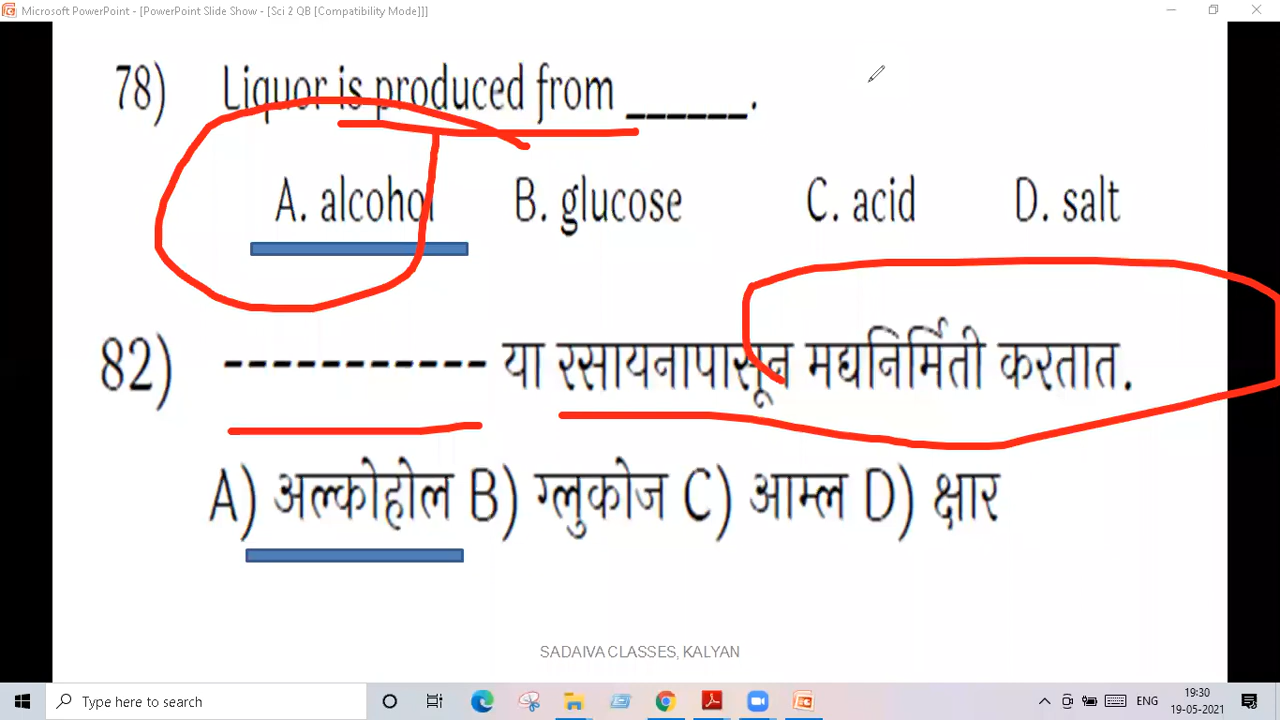 Microsoft PowerPoint - [PowerPoint Slide Show - [Sci 2 QB [Compatibility Mode]]]
78) Liquor is produced from ______.
A. alcohol B. glucose C. acid D. salt
82) ----------- या रसायनापासून मद्यनिर्मिती करतात.
A) अल्कोहोल B) ग्लुकोज C) आम्ल D) क्षार
SADAIVA CLASSES, KALYAN
Type here to search
ENG
19:30
19-05-2021